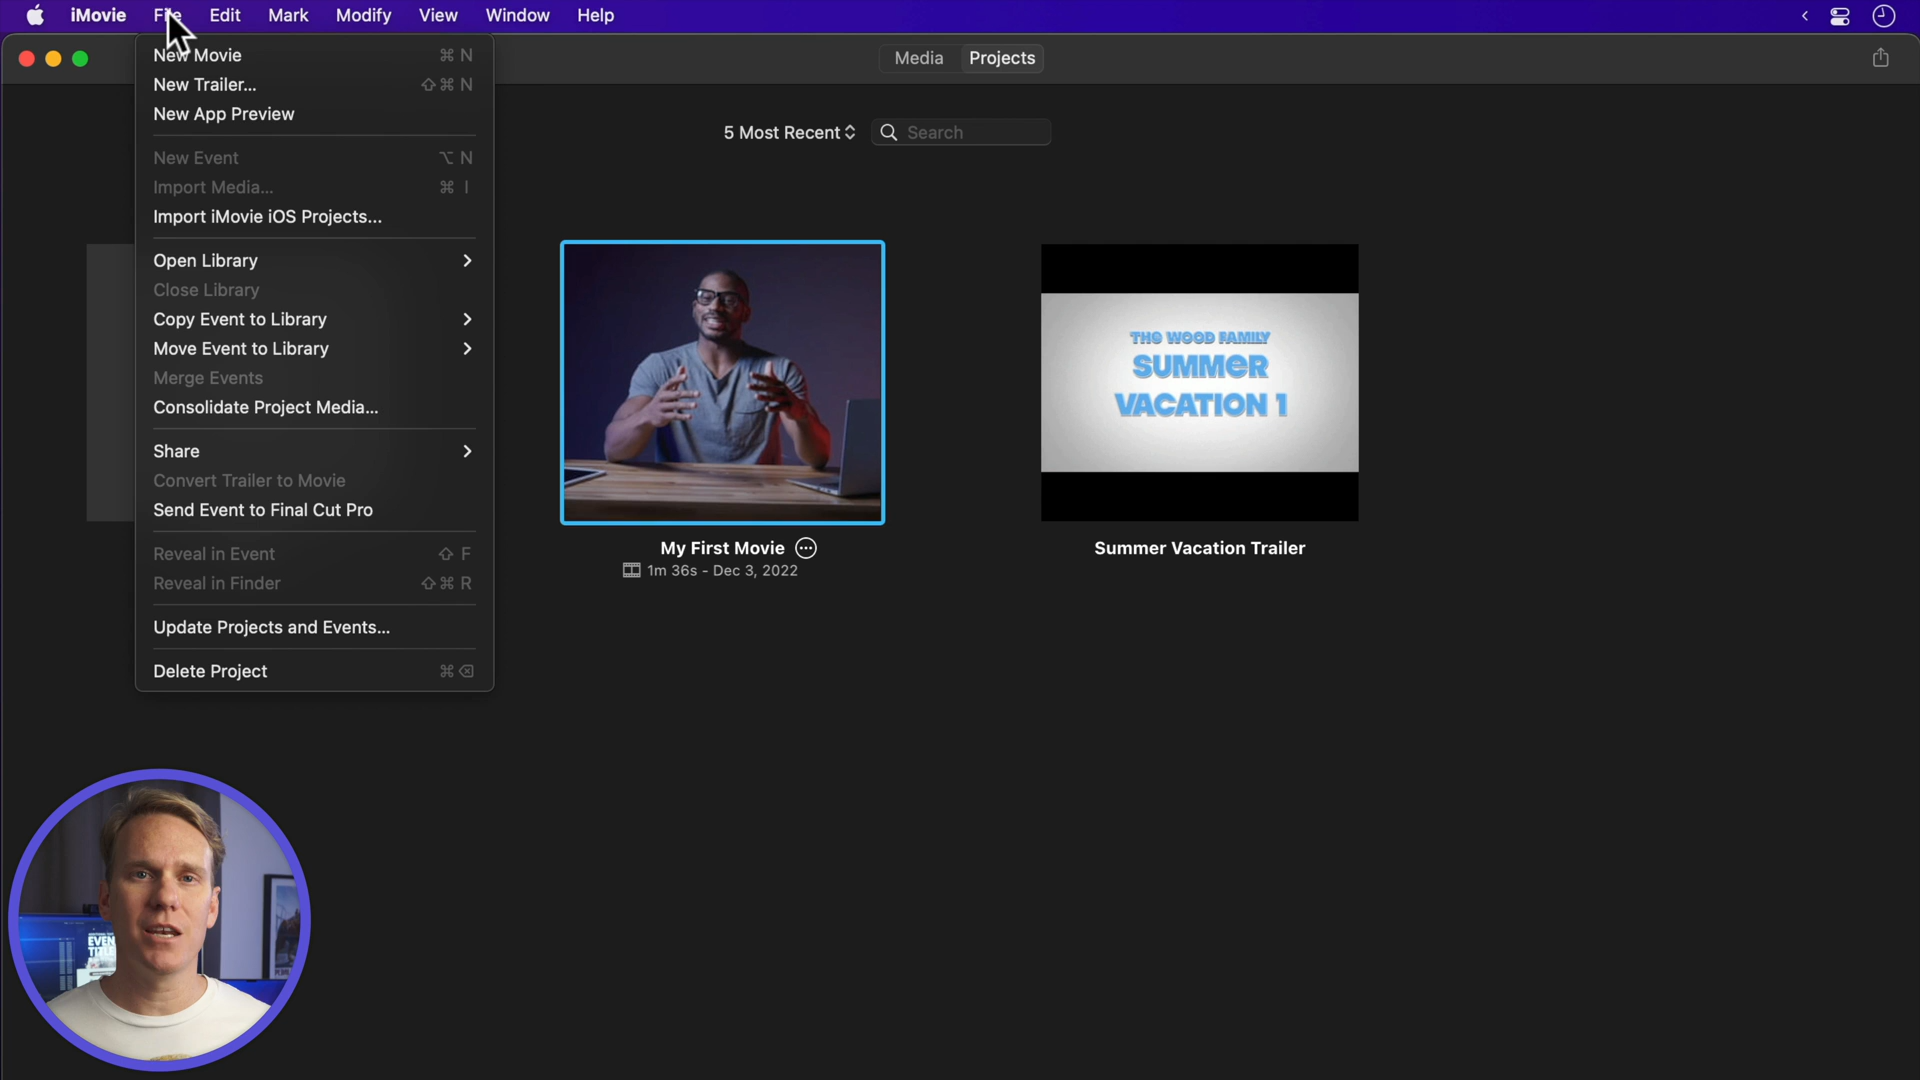 iMovie File Edit Mark Modify View Window Help
Media Projects
5 Most Recent Search
New Movie ⌘ N
New Trailer... ⇧⌘ N
New App Preview
New Event ⌥ N
Import Media... ⌘ I
Import iMovie iOS Projects...
Open Library
Close Library
Copy Event to Library
Move Event to Library
Merge Events
Consolidate Project Media...
Share
Convert Trailer to Movie
Send Event to Final Cut Pro
Reveal in Event ⇧ F
Reveal in Finder ⇧⌘ R
Update Projects and Events...
Delete Project ⌘⌫
THE WOOD FAMILY
SUMMER
VACATION 1
My First Movie
1m 36s - Dec 3, 2022
Summer Vacation Trailer
EVEN
TITLE